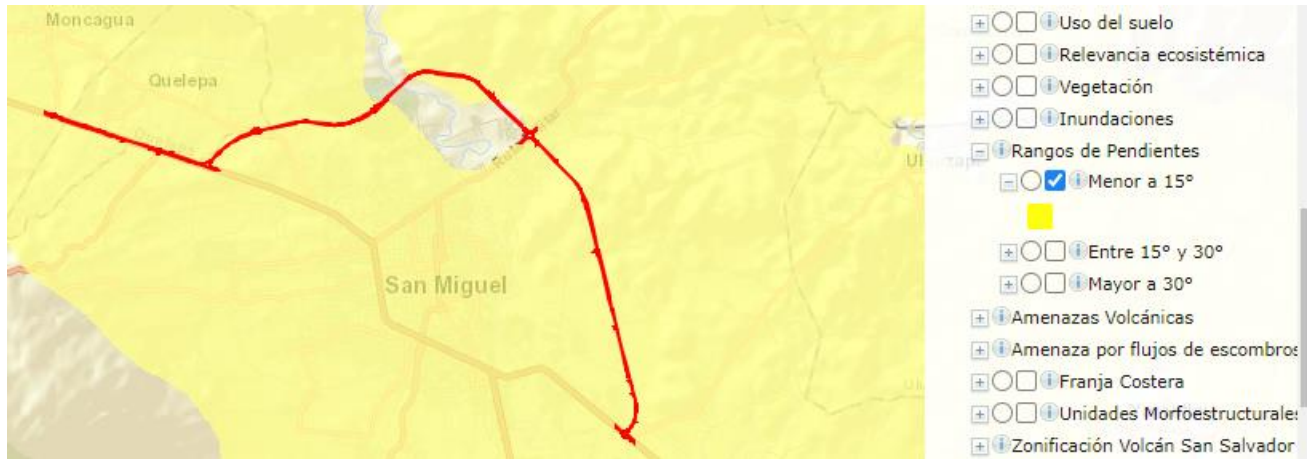 Moncagua
Quelepa
San Miguel
Uso del suelo
Relevancia ecosistémica
Vegetación
Inundaciones
Rangos de Pendientes
Menor a 15°
Entre 15° y 30°
Mayor a 30°
Amenazas Volcánicas
Amenaza por flujos de escombros
Franja Costera
Unidades Morfoestructurales
Zonificación Volcán San Salvador